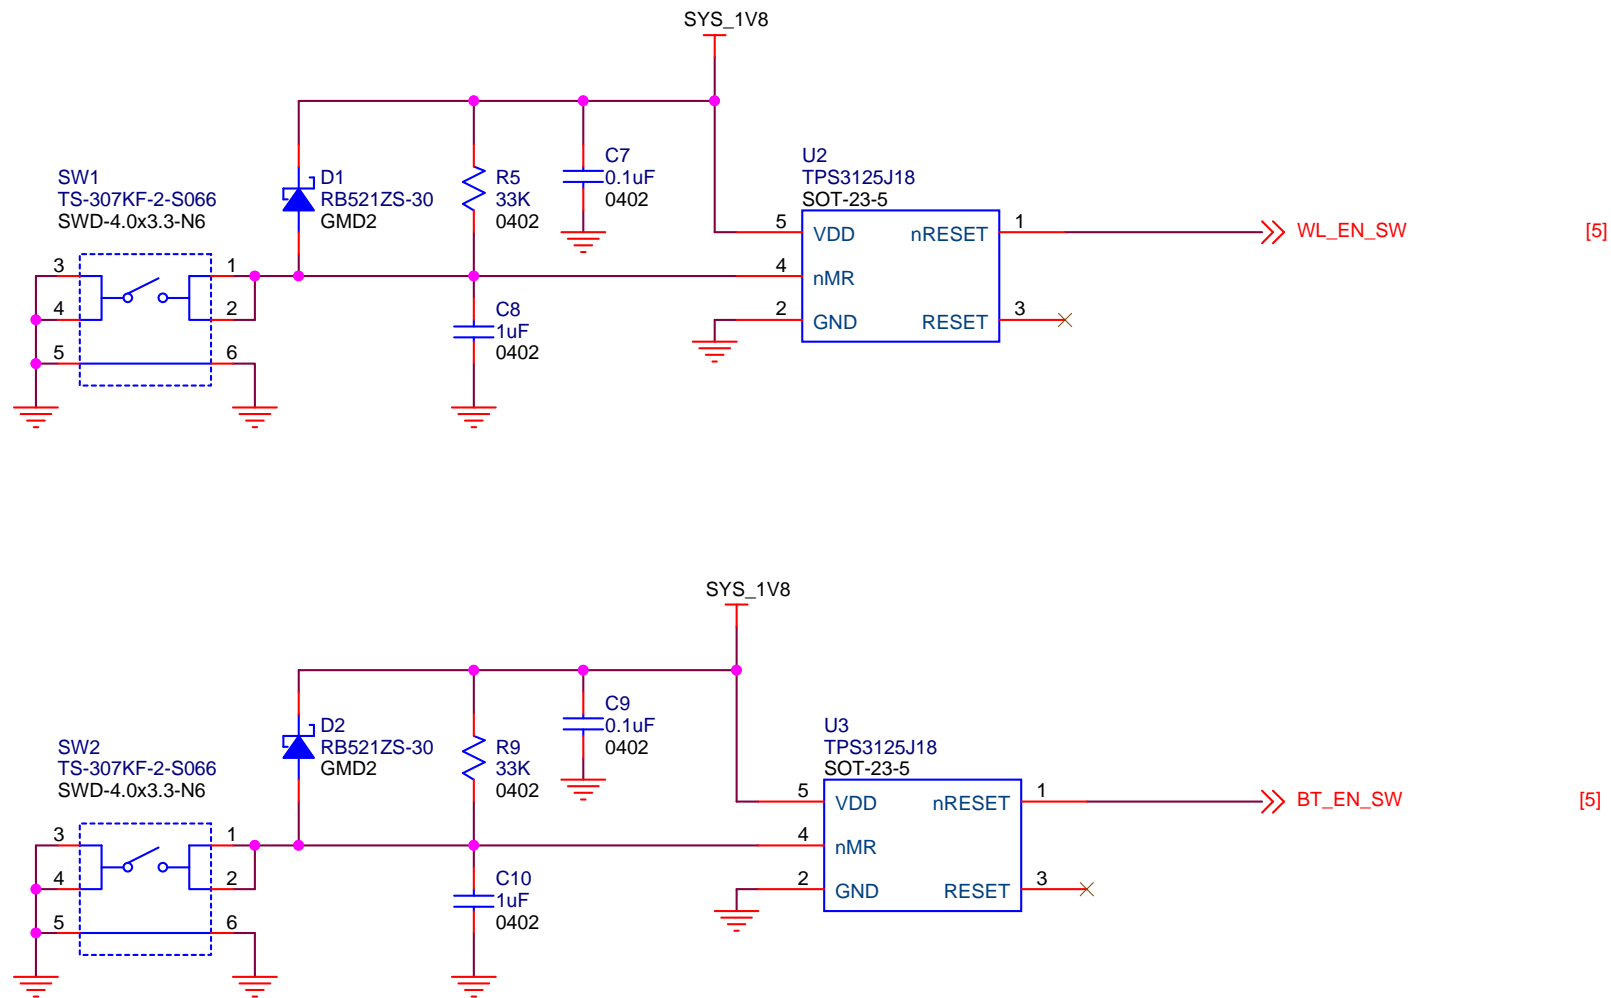 SYS_1V8
SW1
TS-307KF-2-S066
SWD-4.0x3.3-N6
D1
RB521ZS-30
GMD2
R5
33K
0402
C7
0.1uF
0402
U2
TPS3125J18
SOT-23-5
5
VDD
nRESET
1
WL_EN_SW
[5]
3
1
4
nMR
4
2
C8
1uF
0402
2
GND
RESET
3
5
6
SYS_1V8
SW2
TS-307KF-2-S066
SWD-4.0x3.3-N6
D2
RB521ZS-30
GMD2
R9
33K
0402
C9
0.1uF
0402
U3
TPS3125J18
SOT-23-5
5
VDD
nRESET
1
BT_EN_SW
[5]
3
1
4
nMR
4
2
C10
1uF
0402
2
GND
RESET
3
5
6